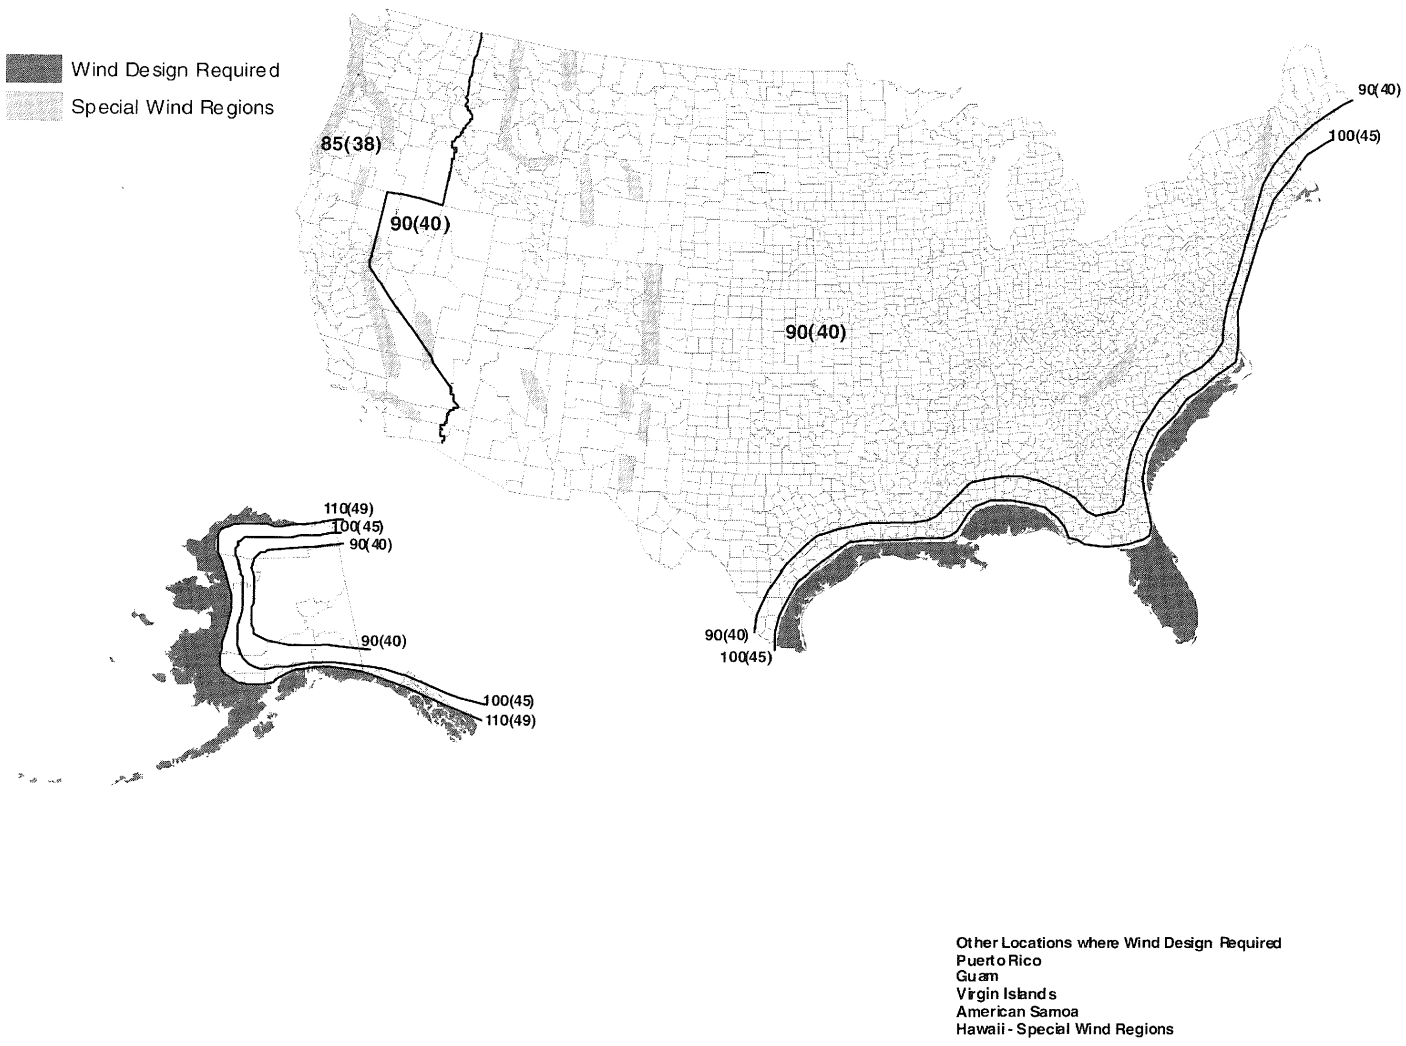 Wind Design Required
Special Wind Regions
90(40)
100(45)
85(38)
90(40)
90(40)
110(49)
100(45)
90(40)
90(40)
90(40)
100(45)
100(45)
110(49)
Other Locations where Wind Design Required
Puerto Rico
Guam
Virgin Islands
American Samoa
Hawaii - Special Wind Regions